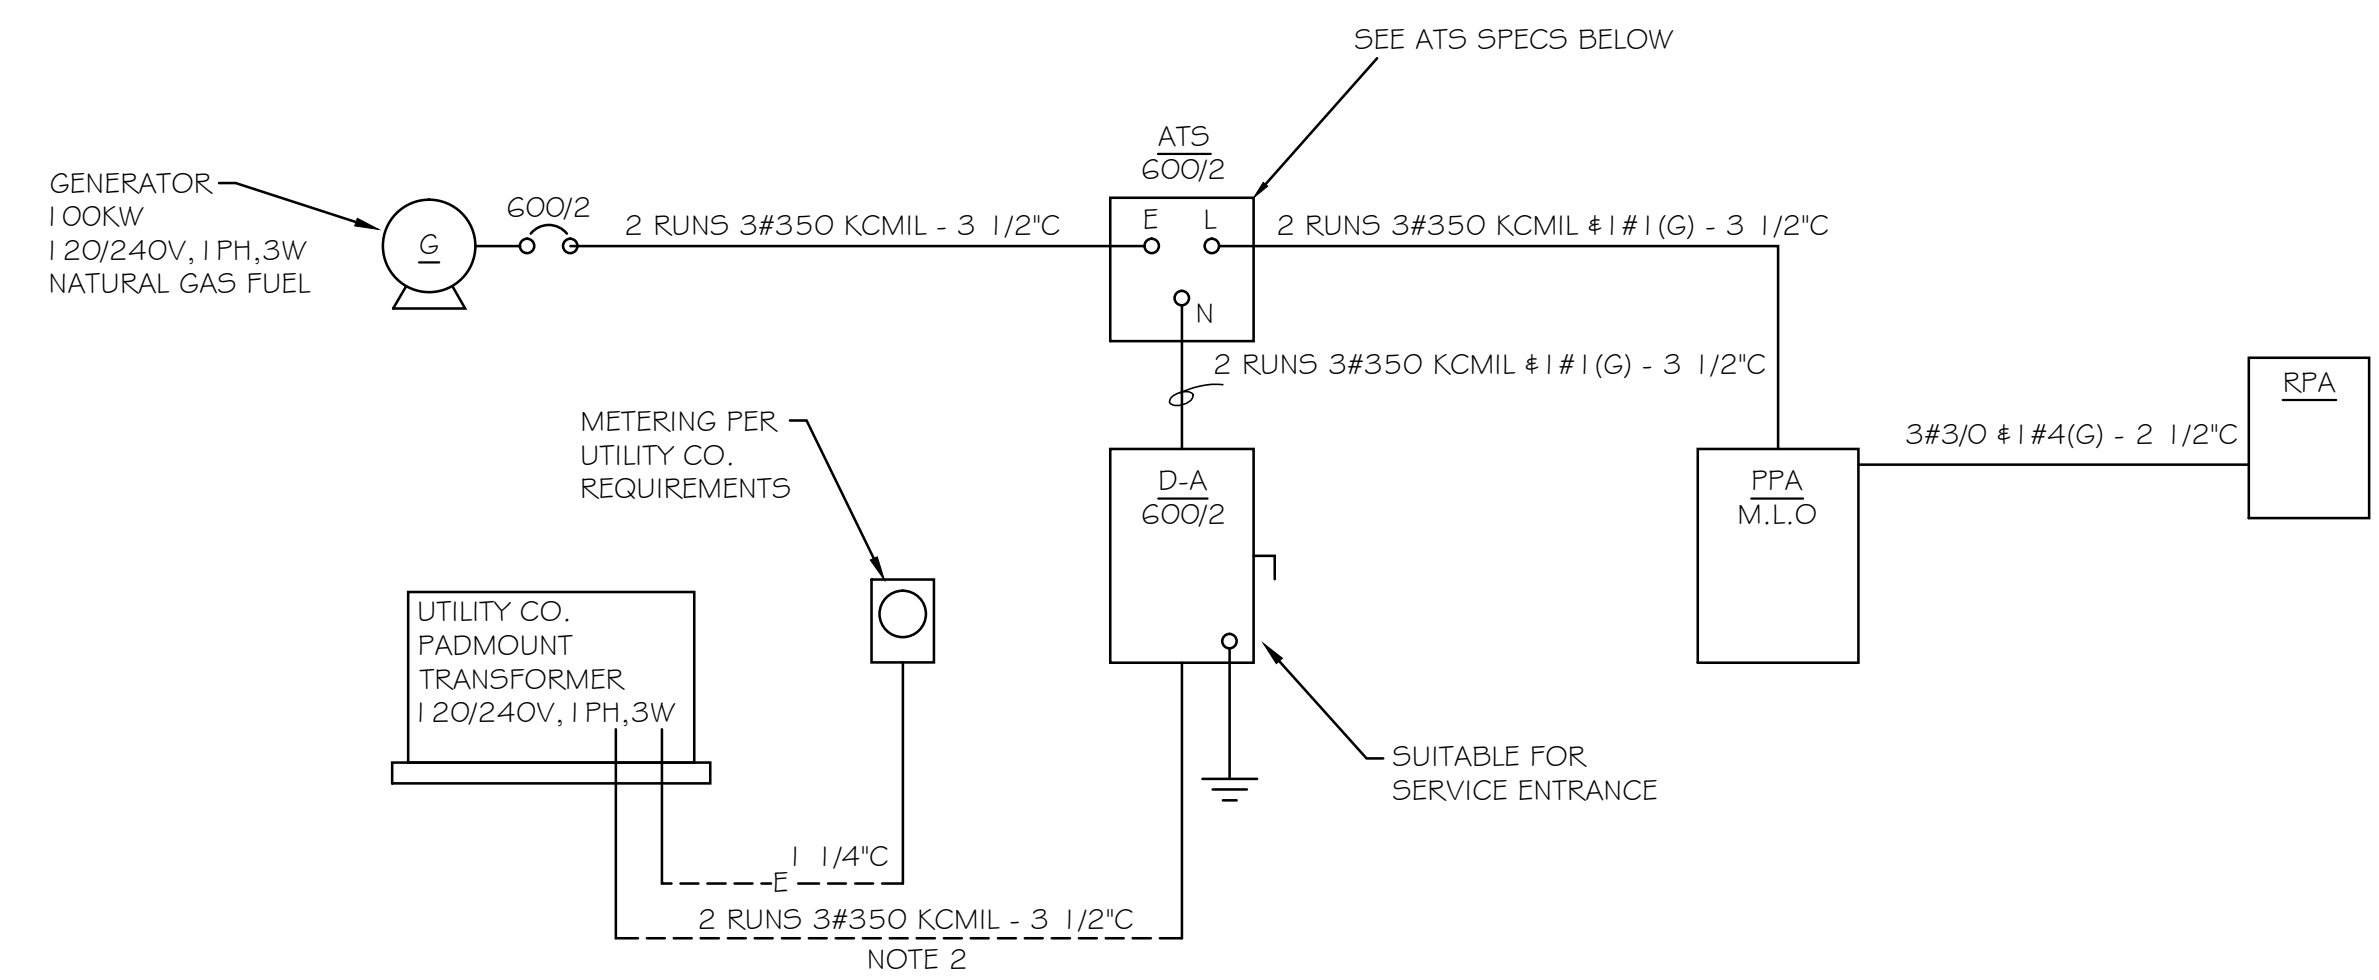 SEE ATS SPECS BELOW
ATS
600/2
GENERATOR
100KW
120/240V, 1PH,3W
NATURAL GAS FUEL
G
600/2
2 RUNS 3#350 KCMIL - 3 1/2"C
E
L
N
2 RUNS 3#350 KCMIL &1#1(G) - 3 1/2"C
2 RUNS 3#350 KCMIL &1#1(G) - 3 1/2"C
RPA
3#3/0 &1#4(G) - 2 1/2"C
METERING PER
UTILITY CO.
REQUIREMENTS
D-A
600/2
PPA
M.L.O
UTILITY CO.
PADMOUNT
TRANSFORMER
120/240V, 1PH,3W
SUITABLE FOR
SERVICE ENTRANCE
1 1/4"C
E
2 RUNS 3#350 KCMIL - 3 1/2"C
NOTE 2